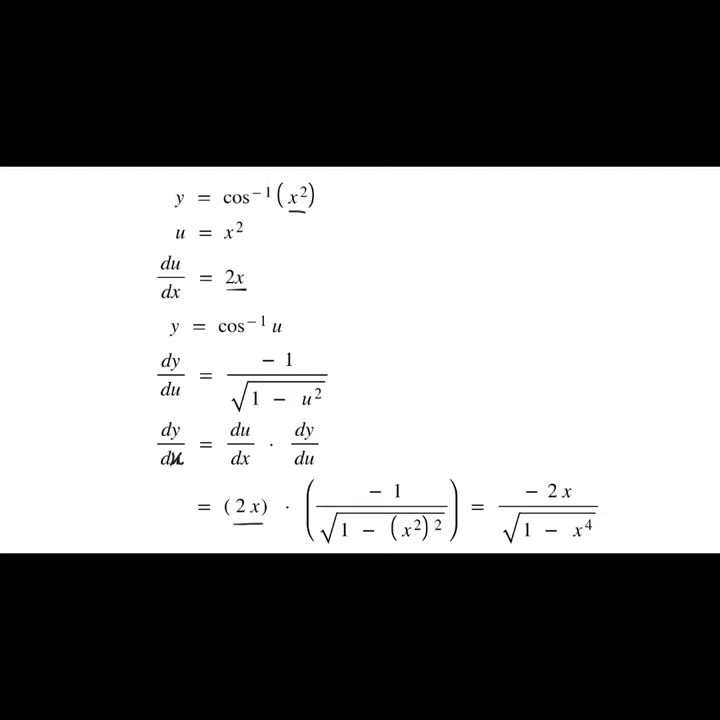 y = cos⁻¹(x²)
u = x²
du/dx = 2x
y = cos⁻¹ u
dy/du = −1/√(1 − u²)
dy/dx = du/dx · dy/du
= (2x) · (−1/√(1 − (x²)²)) = −2x/√(1 − x⁴)